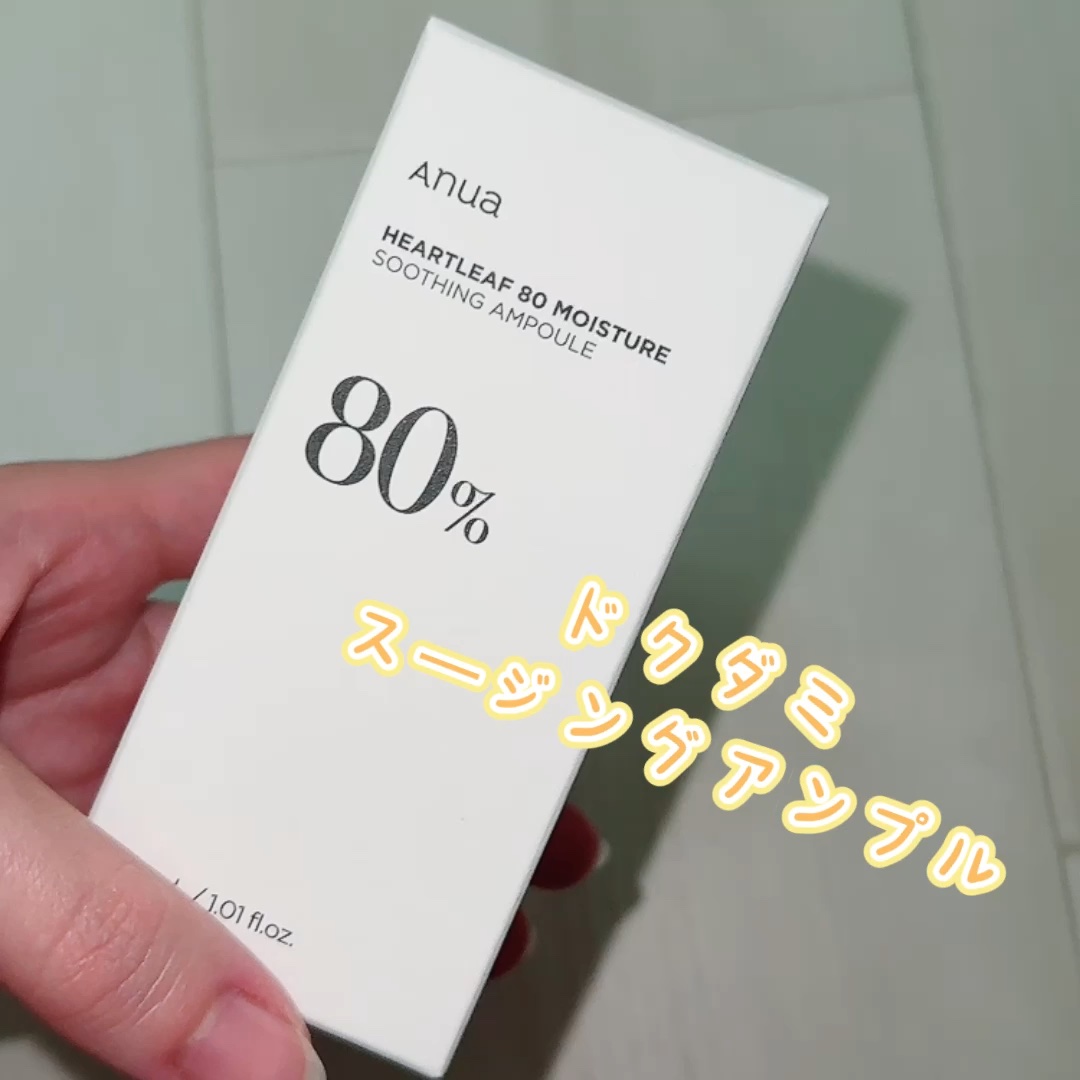 Anua
HEARTLEAF 80 MOISTURE
SOOTHING AMPOULE
80%
ドクダミ
スージングアンプル
/ 1.01 fl.oz.